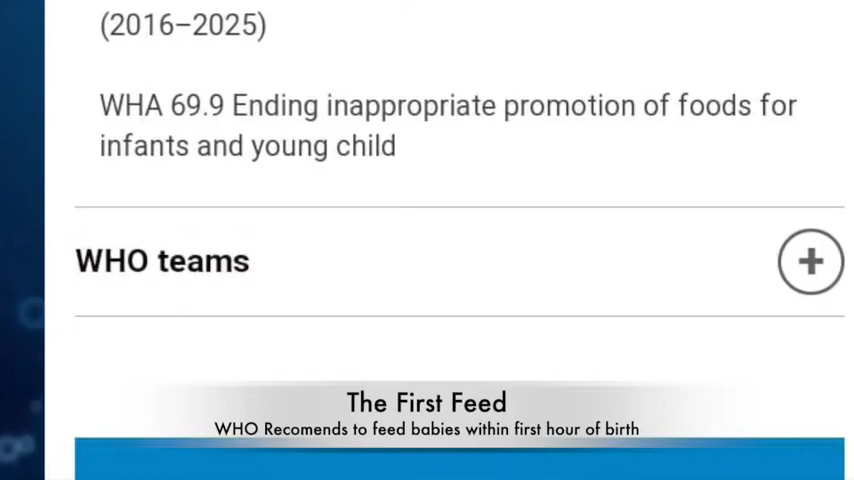 (2016–2025)
WHA 69.9 Ending inappropriate promotion of foods for
infants and young child
WHO teams
The First Feed
WHO Recomends to feed babies within first hour of birth